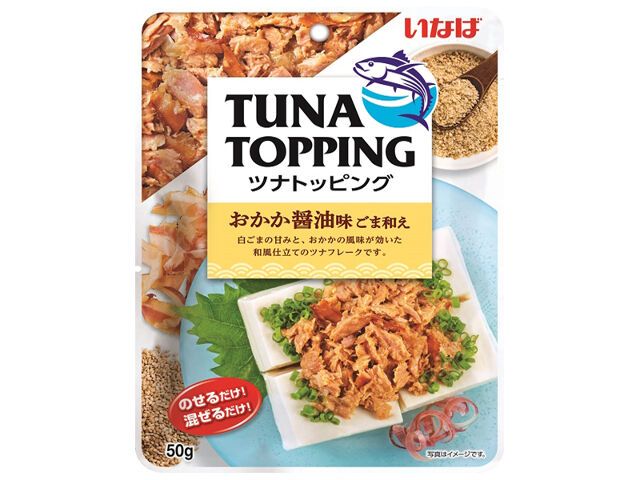 いなば
TUNA
TOPPING
ツナトッピング
おかか醤油味 ごま和え
白ごまの甘みと、おかかの風味が効いた
和風仕立てのツナフレークです。
のせるだけ!
混ぜるだけ!
50g
写真はイメージです。